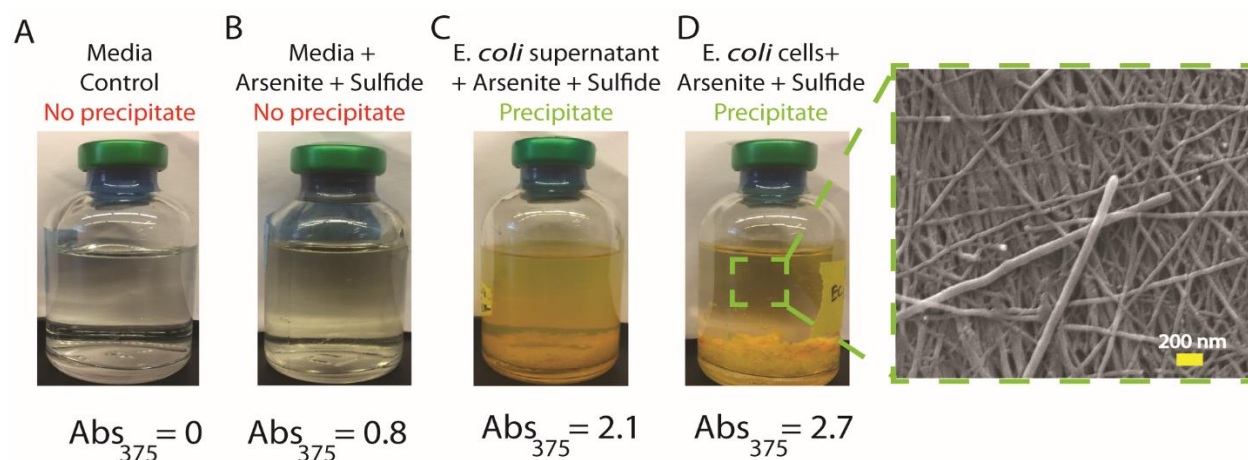 A
Media
Control
No precipitate
Abs375= 0
B
Media +
Arsenite + Sulfide
No precipitate
Abs375= 0.8
C
E. coli supernatant
+ Arsenite + Sulfide
Precipitate
Abs375= 2.1
D
E. coli cells+
Arsenite + Sulfide
Precipitate
Abs375= 2.7
200 nm